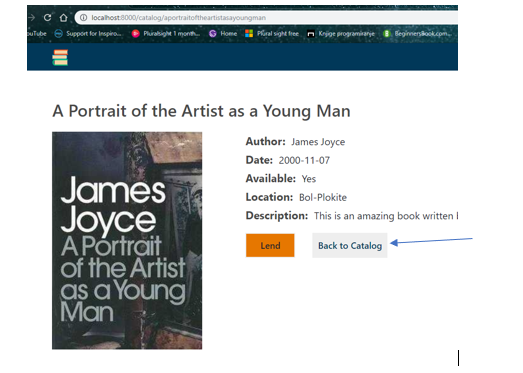 localhost:8000/catalog/aportraitoftheartistasayoungman
ouTube Support for Inspiro... Pluralsight 1 month... Home Plural sight free Knjige programiranje BeginnersBook.com...
A Portrait of the Artist as a Young Man
James
Joyce
A Portrait
of the Artist
as a Young
Man
Author: James Joyce
Date: 2000-11-07
Available: Yes
Location: Bol-Plokite
Description: This is an amazing book written b
Lend Back to Catalog